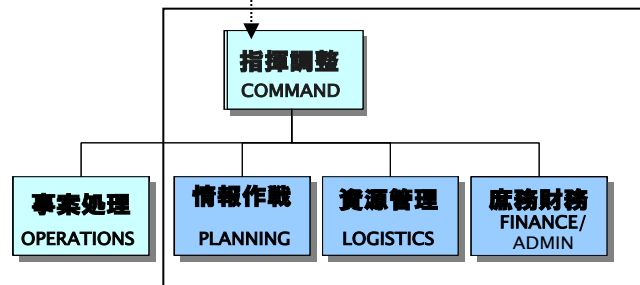 指揮調整
COMMAND
事案処理
OPERATIONS
情報作戦
PLANNING
資源管理
LOGISTICS
庶務財務
FINANCE/
ADMIN